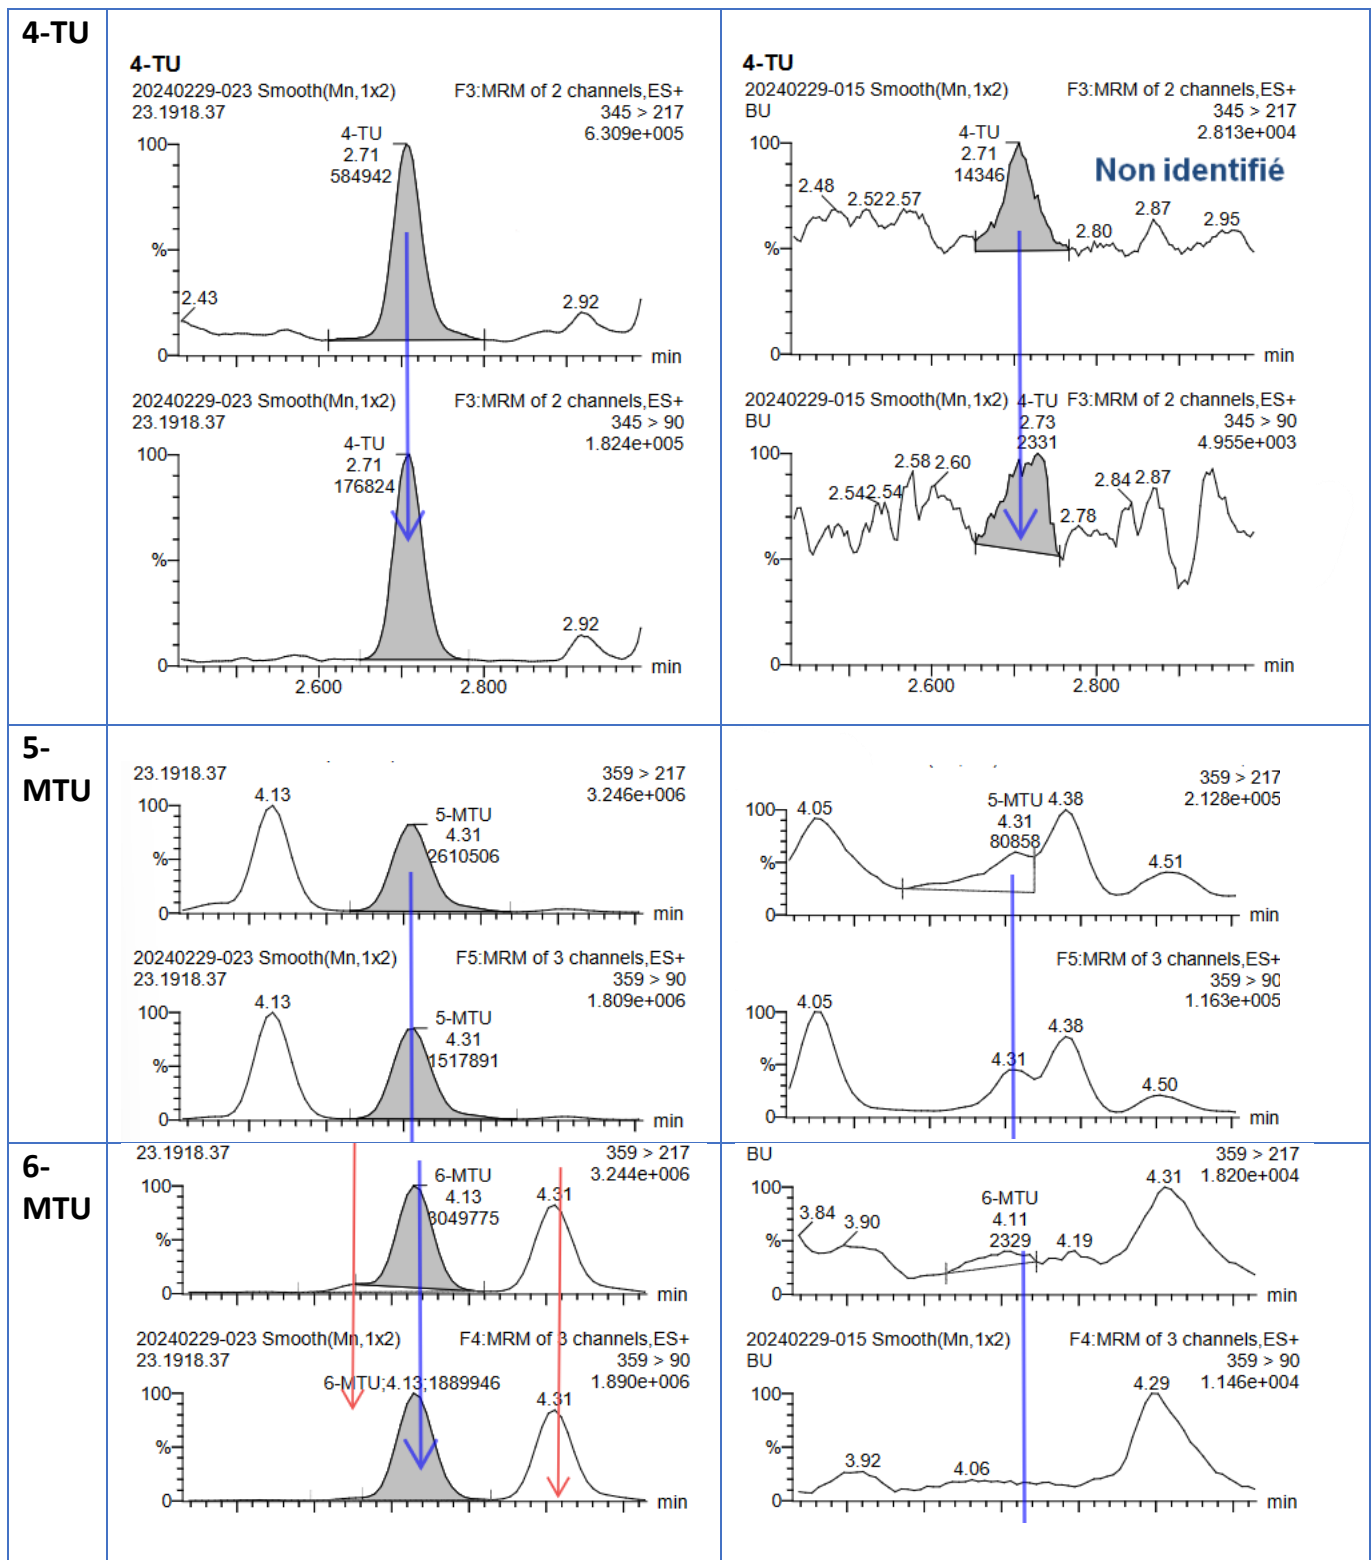 4-TU
4-TU
20240229-023 Smooth(Mn,1x2) F3:MRM of 2 channels,ES+
23.1918.37 345 > 217
6.309e+005
4-TU
2.71
584942
100
%
0
2.43
2.92
min
20240229-023 Smooth(Mn,1x2) F3:MRM of 2 channels,ES+
23.1918.37 345 > 90
1.824e+005
4-TU
2.71
176824
100
%
0
2.92
min
2.600 2.800
4-TU
20240229-015 Smooth(Mn,1x2) F3:MRM of 2 channels,ES+
BU 345 > 217
2.813e+004
4-TU
2.71
14346
Non identifié
100
%
0
2.48 2.52 2.57 2.80 2.87 2.95
min
20240229-015 Smooth(Mn,1x2) 4-TU F3:MRM of 2 channels,ES+
BU 2.73 345 > 90
2331 4.955e+003
100
%
0
2.54 2.54 2.58 2.60 2.78 2.84 2.87
min
2.600 2.800
5-
MTU
23.1918.37 359 > 217
3.246e+006
100
%
0
4.13
5-MTU
4.31
2610506
min
20240229-023 Smooth(Mn,1x2) F5:MRM of 3 channels,ES+
23.1918.37 359 > 90
1.809e+006
100
%
0
4.13
5-MTU
4.31
1517891
min
359 > 217
2.128e+005
100
%
0
4.05
5-MTU
4.31
80858
4.38
4.51
min
F5:MRM of 3 channels,ES+
359 > 90
1.163e+005
100
%
0
4.05
4.31
4.38
4.50
min
6-
MTU
23.1918.37 359 > 217
3.244e+006
100
%
0
6-MTU
4.13
3049775
4.31
min
20240229-023 Smooth(Mn,1x2) F4:MRM of 3 channels,ES+
23.1918.37 359 > 90
1.890e+006
6-MTU;4.13;1889946
100
%
0
4.31
min
BU 359 > 217
1.820e+004
100
%
0
3.84
3.90
6-MTU
4.11
2329
4.19
4.31
min
20240229-015 Smooth(Mn,1x2) F4:MRM of 3 channels,ES+
BU 359 > 90
1.146e+004
100
%
0
3.92
4.06
4.29
min